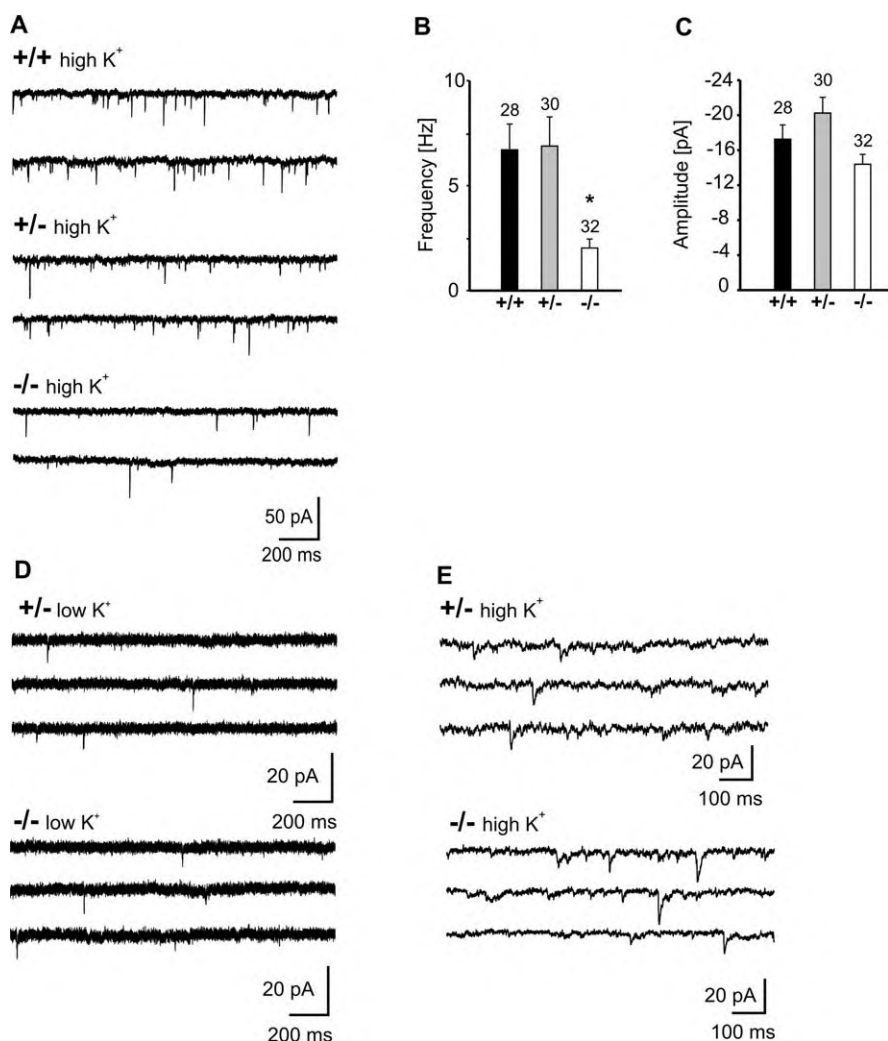 A
+/+ high K⁺
+/- high K⁺
-/- high K⁺
50 pA
200 ms
B
Frequency [Hz]
10
5
0
28
30
*
32
+/+ +/- -/-
C
Amplitude [pA]
-24
-20
-16
-12
-8
-4
0
28
30
32
+/+ +/- -/-
D
+/- low K⁺
20 pA
200 ms
-/- low K⁺
20 pA
200 ms
E
+/- high K⁺
20 pA
100 ms
-/- high K⁺
20 pA
100 ms